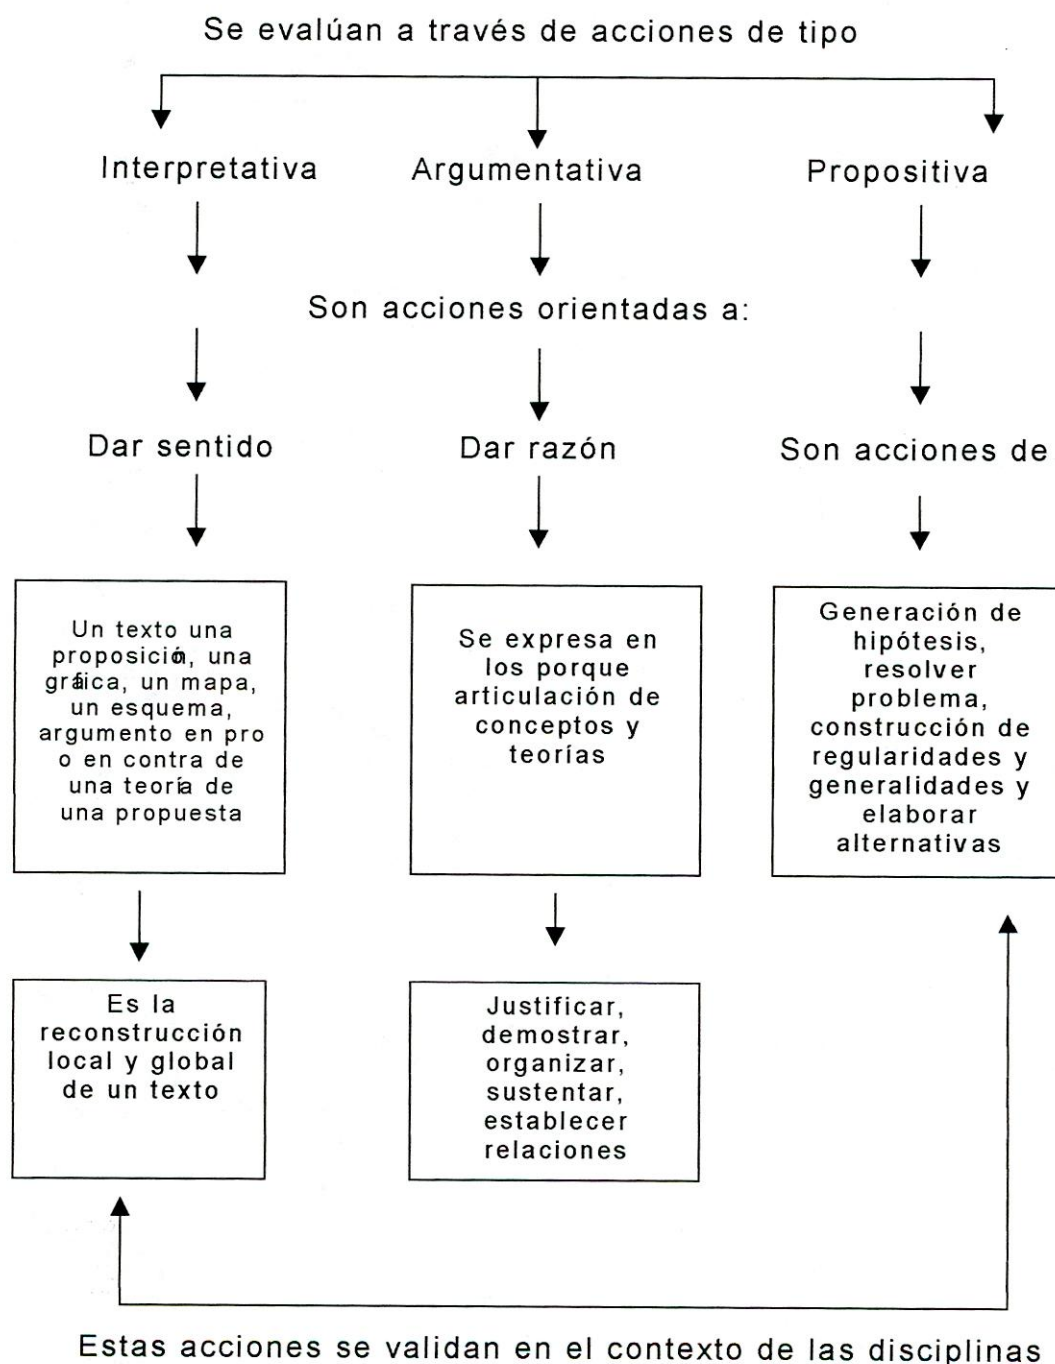 Se evalúan a través de acciones de tipo
Interpretativa
Argumentativa
Propositiva
Son acciones orientadas a:
Dar sentido
Dar razón
Son acciones de
Un texto una
proposición, una
gráfica, un mapa,
un esquema,
argumento en pro
o en contra de
una teoría de
una propuesta
Se expresa en
los porque
articulación de
conceptos y
teorías
Generación de
hipótesis,
resolver
problema,
construcción de
regularidades y
generalidades y
elaborar
alternativas
Es la
reconstrucción
local y global
de un texto
Justificar,
demostrar,
organizar,
sustentar,
establecer
relaciones
Estas acciones se validan en el contexto de las disciplinas